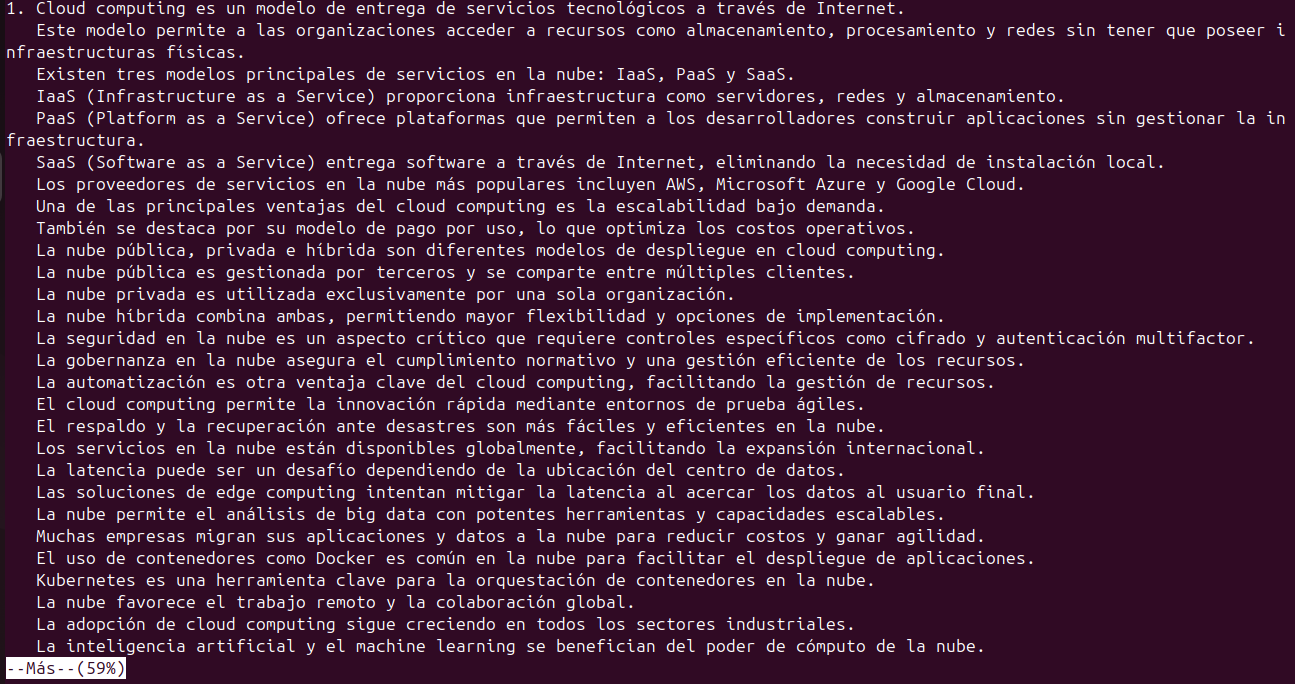 1. Cloud computing es un modelo de entrega de servicios tecnológicos a través de Internet.
Este modelo permite a las organizaciones acceder a recursos como almacenamiento, procesamiento y redes sin tener que poseer i
nfraestructuras físicas.
Existen tres modelos principales de servicios en la nube: IaaS, PaaS y SaaS.
IaaS (Infrastructure as a Service) proporciona infraestructura como servidores, redes y almacenamiento.
PaaS (Platform as a Service) ofrece plataformas que permiten a los desarrolladores construir aplicaciones sin gestionar la in
fraestructura.
SaaS (Software as a Service) entrega software a través de Internet, eliminando la necesidad de instalación local.
Los proveedores de servicios en la nube más populares incluyen AWS, Microsoft Azure y Google Cloud.
Una de las principales ventajas del cloud computing es la escalabilidad bajo demanda.
También se destaca por su modelo de pago por uso, lo que optimiza los costos operativos.
La nube pública, privada e híbrida son diferentes modelos de despliegue en cloud computing.
La nube pública es gestionada por terceros y se comparte entre múltiples clientes.
La nube privada es utilizada exclusivamente por una sola organización.
La nube híbrida combina ambas, permitiendo mayor flexibilidad y opciones de implementación.
La seguridad en la nube es un aspecto crítico que requiere controles específicos como cifrado y autenticación multifactor.
La gobernanza en la nube asegura el cumplimiento normativo y una gestión eficiente de los recursos.
La automatización es otra ventaja clave del cloud computing, facilitando la gestión de recursos.
El cloud computing permite la innovación rápida mediante entornos de prueba ágiles.
El respaldo y la recuperación ante desastres son más fáciles y eficientes en la nube.
Los servicios en la nube están disponibles globalmente, facilitando la expansión internacional.
La latencia puede ser un desafío dependiendo de la ubicación del centro de datos.
Las soluciones de edge computing intentan mitigar la latencia al acercar los datos al usuario final.
La nube permite el análisis de big data con potentes herramientas y capacidades escalables.
Muchas empresas migran sus aplicaciones y datos a la nube para reducir costos y ganar agilidad.
El uso de contenedores como Docker es común en la nube para facilitar el despliegue de aplicaciones.
Kubernetes es una herramienta clave para la orquestación de contenedores en la nube.
La nube favorece el trabajo remoto y la colaboración global.
La adopción de cloud computing sigue creciendo en todos los sectores industriales.
La inteligencia artificial y el machine learning se benefician del poder de cómputo de la nube.
--Más--(59%)